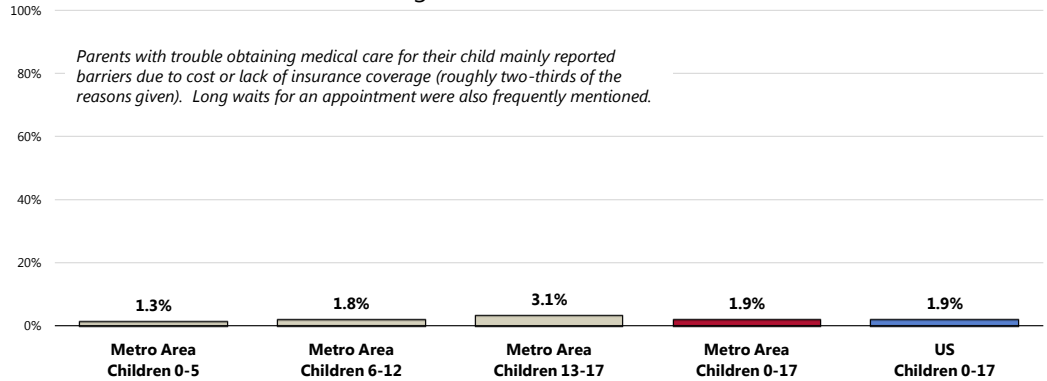 100%
Parents with trouble obtaining medical care for their child mainly reported
barriers due to cost or lack of insurance coverage (roughly two-thirds of the
reasons given). Long waits for an appointment were also frequently mentioned.
80%
60%
40%
20%
0%
1.3%
1.8%
3.1%
1.9%
1.9%
Metro Area
Children 0-5
Metro Area
Children 6-12
Metro Area
Children 13-17
Metro Area
Children 0-17
US
Children 0-17